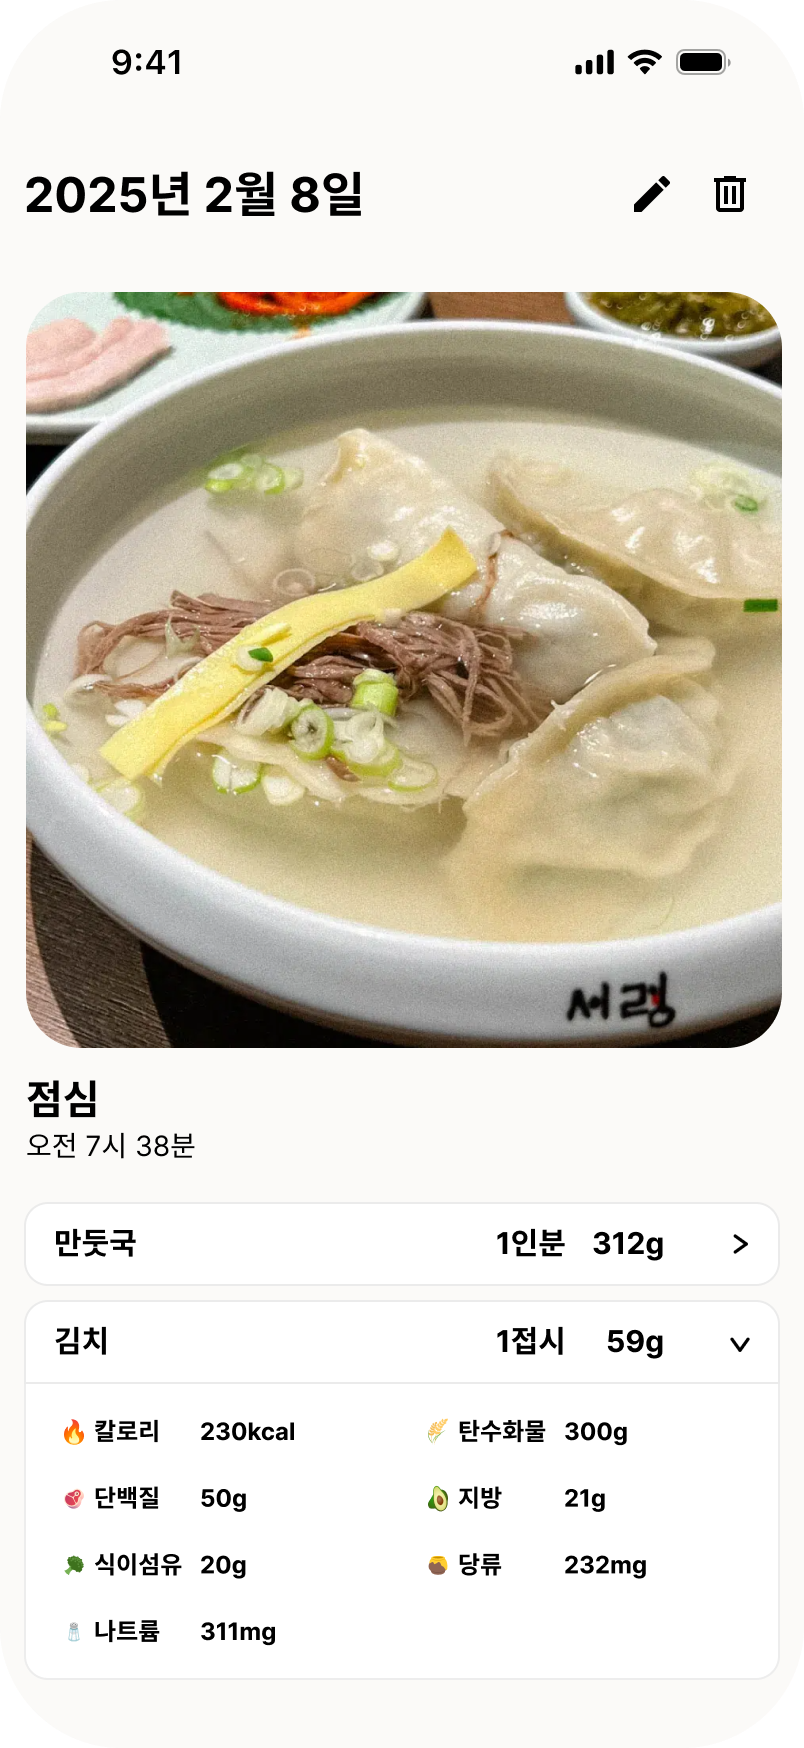 9:41
2025년 2월 8일
서령
점심
오전 7시 38분
만둣국 1인분 312g
김치 1접시 59g
칼로리 230kcal 탄수화물 300g
단백질 50g 지방 21g
식이섬유 20g 당류 232mg
나트륨 311mg